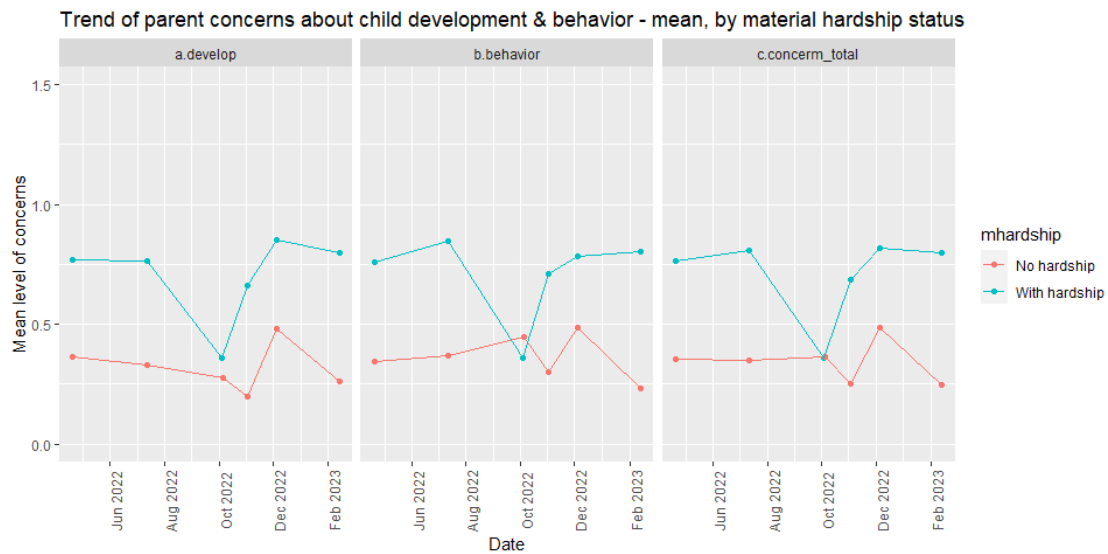 Trend of parent concerns about child development & behavior - mean, by material hardship status
a.develop
b.behavior
c.concerm_total
Mean level of concerns
1.5
1.0
0.5
0.0
Jun 2022
Aug 2022
Oct 2022
Dec 2022
Feb 2023
Jun 2022
Aug 2022
Oct 2022
Dec 2022
Feb 2023
Jun 2022
Aug 2022
Oct 2022
Dec 2022
Feb 2023
Date
mhardship
No hardship
With hardship